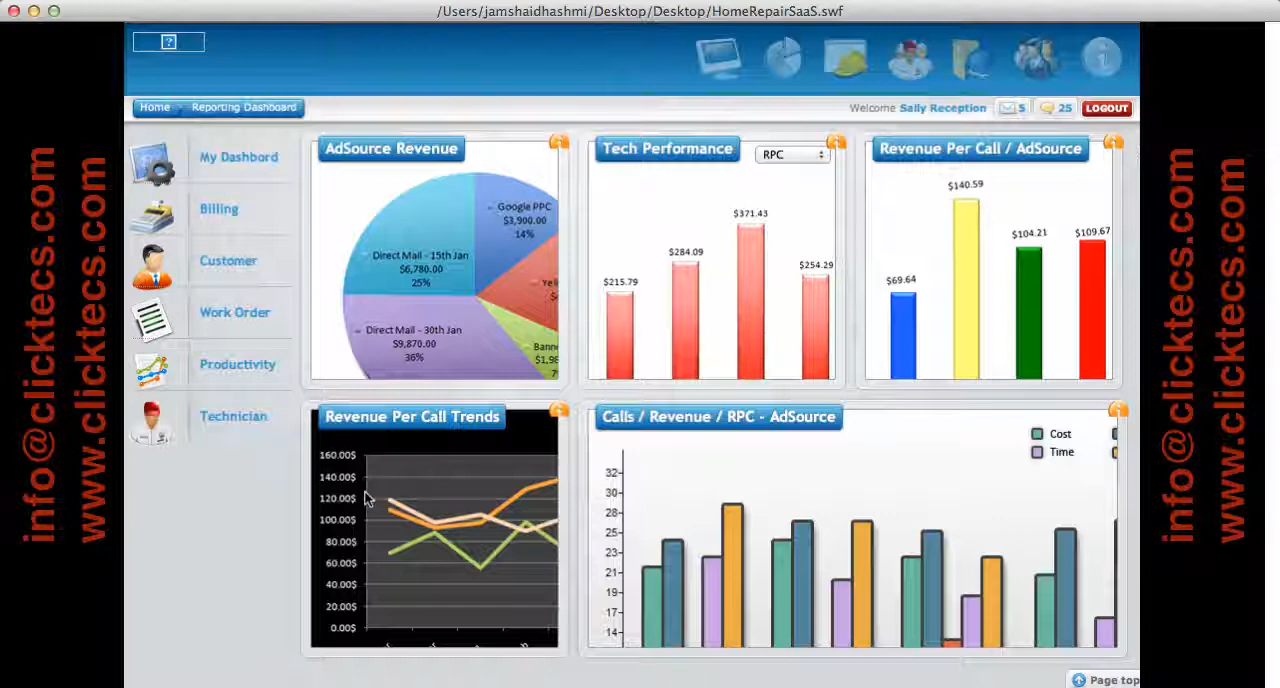 /Users/jamshaidhashmi/Desktop/Desktop/HomeRepairSaaS.swf
?
Home
Reporting Dashboard
Welcome Sally Reception
5
25
LOGOUT
info@clicktecs.com
www.clicktecs.com
My Dashbord
Billing
Customer
Work Order
Productivity
Technician
AdSource Revenue
Google PPC
$3,900.00
14%
Direct Mail - 15th Jan
$6,780.00
25%
Direct Mail - 30th Jan
$9,870.00
36%
Tech Performance
RPC
$215.79
$284.09
$371.43
$254.29
Revenue Per Call / AdSource
$69.64
$140.59
$104.21
$109.67
Revenue Per Call Trends
160.00$
140.00$
120.00$
100.00$
80.00$
60.00$
40.00$
20.00$
0.00$
Calls / Revenue / RPC - AdSource
Cost
Time
32
30
28
25
23
21
19
17
14
Page top
info@clicktecs.com
www.clicktecs.com